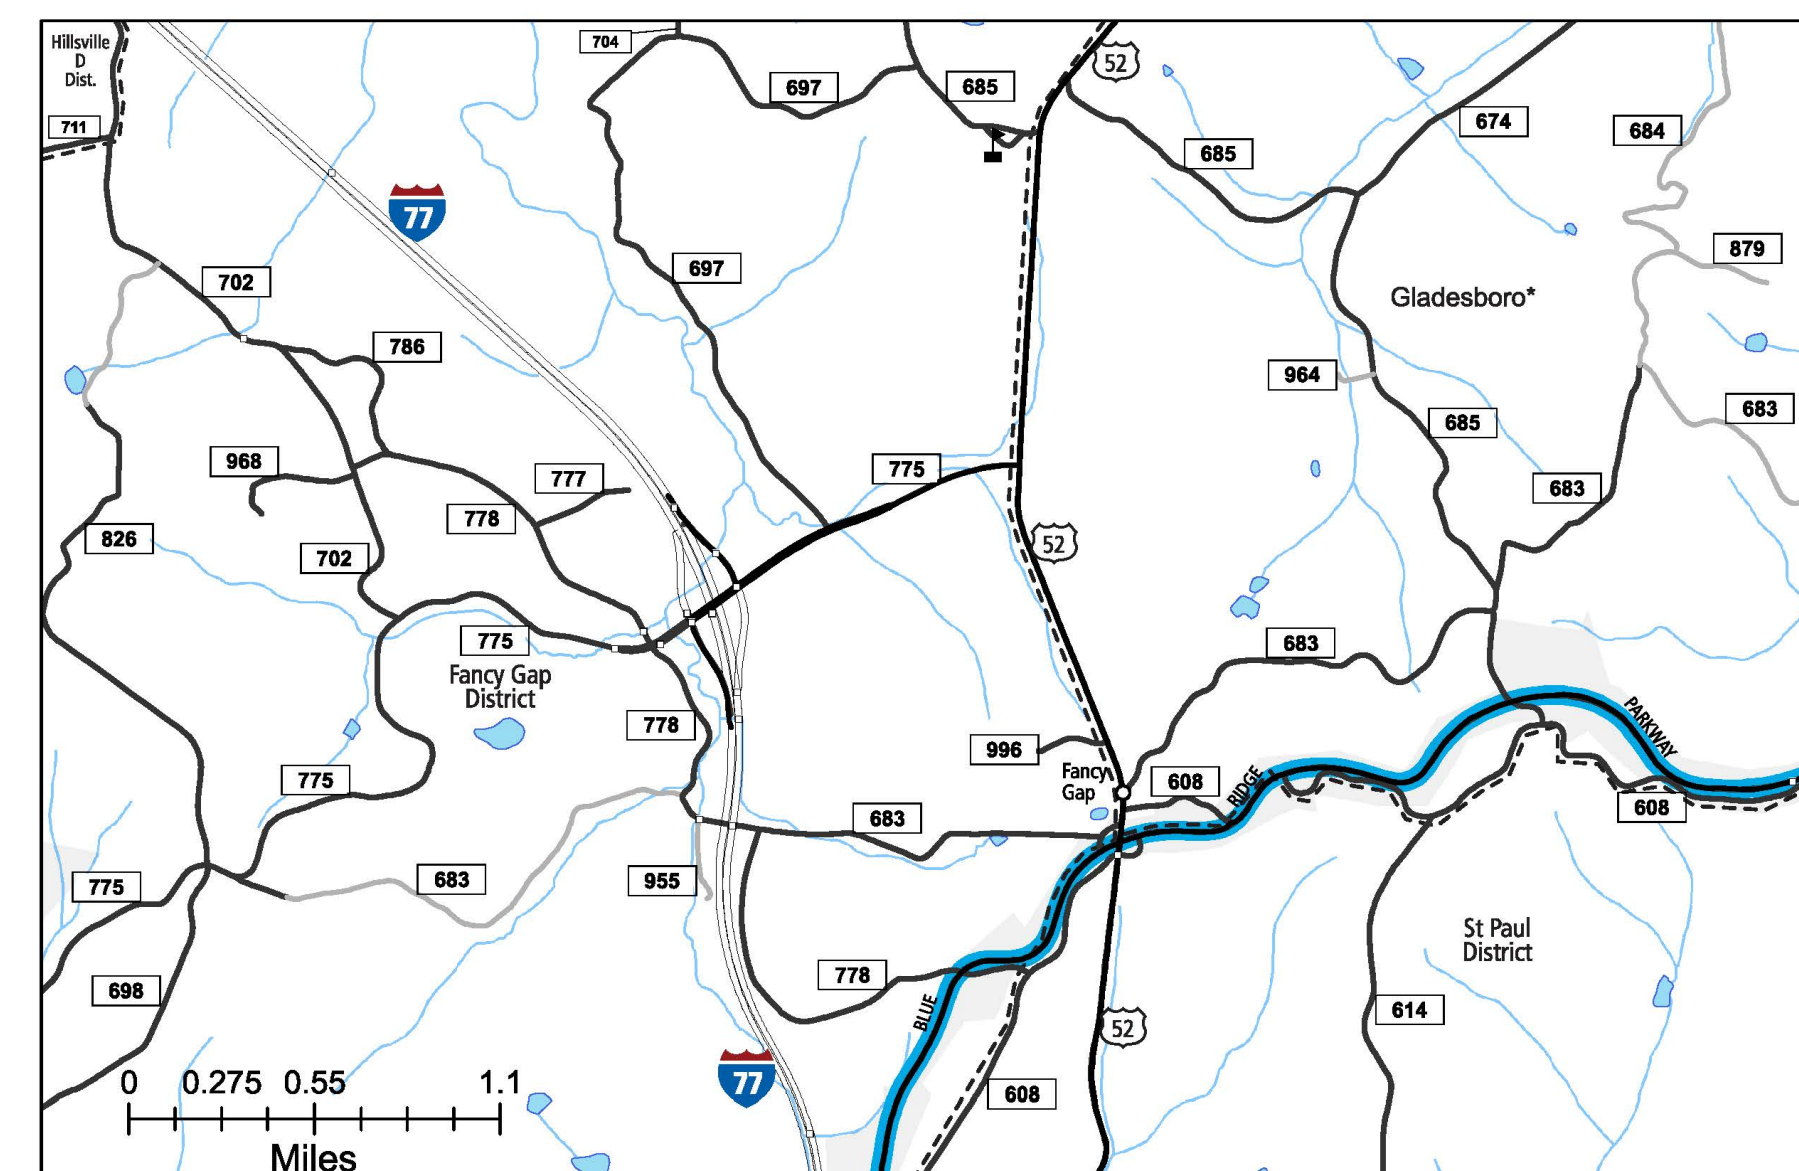 Hillsville
D
Dist.
704
52
697
685
711
674
684
685
77
879
697
702
Gladesboro*
786
964
683
685
968
775
777
683
778
826
52
702
775
683
Fancy Gap
District
778
PARKWAY
996
Fancy
Gap
775
608
RIDGE
608
683
683
955
775
St Paul
District
778
698
BLUE
614
52
77
608
0 0.275 0.55 1.1
Miles